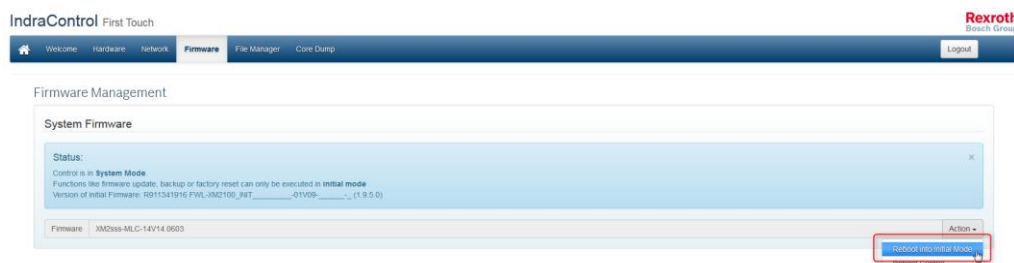 IndraControl First Touch
Rexroth
Bosch Group
Welcome Hardware Network Firmware File Manager Core Dump Logout
Firmware Management
System Firmware
Status:
Control is in System Mode
Functions like firmware update, backup or factory reset can only be executed in initial mode
Version of initial Firmware: R911341916 FWL-XM2100_INIT_________-01V09-______-_ (1.9.5.0)
Firmware XM2sss-MLC-14V14.0603 Action
Reboot into Initial Mode